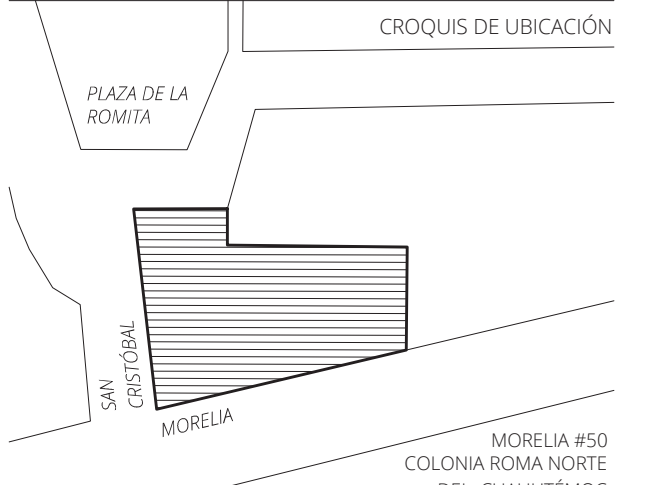 CROQUIS DE UBICACIÓN
PLAZA DE LA
ROMITA
SAN
CRISTÓBAL
MORELIA
MORELIA #50
COLONIA ROMA NORTE